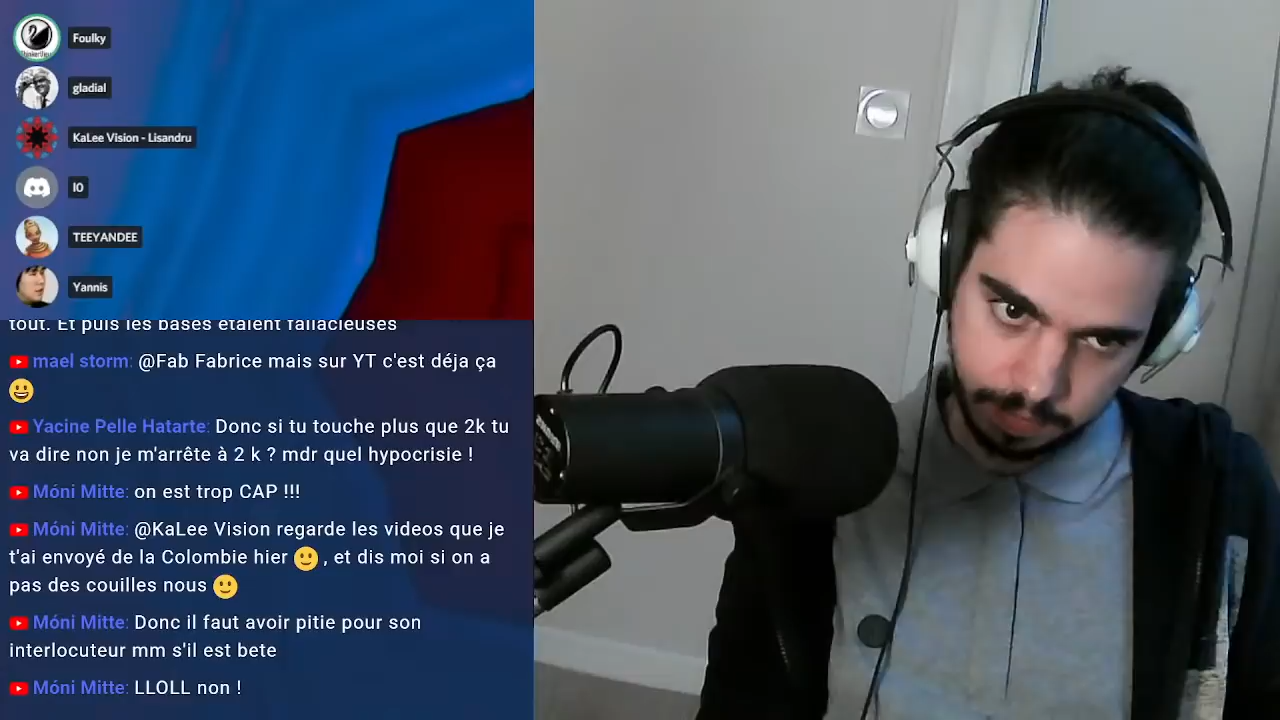 Foulky
gladial
KaLee Vision - Lisandru
IO
TEEYANDEE
Yannis
tout. Et puis les bases étaient fallacieuses
mael storm: @Fab Fabrice mais sur YT c'est déja ça
😀
Yacine Pelle Hatarte: Donc si tu touche plus que 2k tu
va dire non je m'arrête à 2 k ? mdr quel hypocrisie !
Móni Mitte: on est trop CAP !!!
Móni Mitte: @KaLee Vision regarde les videos que je
t'ai envoyé de la Colombie hier 🙂 , et dis moi si on a
pas des couilles nous 🙂
Móni Mitte: Donc il faut avoir pitie pour son
interlocuteur mm s'il est bete
Móni Mitte: LLOLL non !